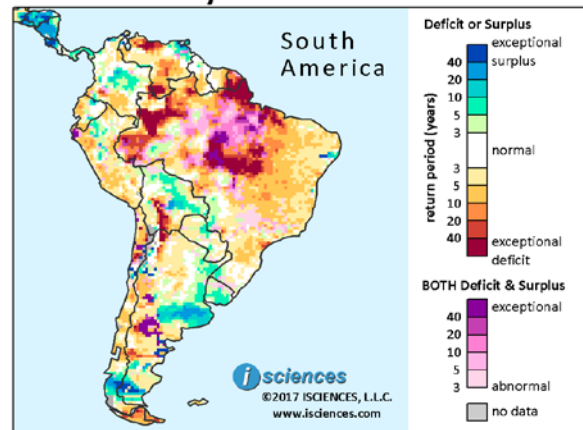 South
America
Deficit or Surplus
exceptional
surplus
40
20
10
5
3
normal
3
5
10
20
40
exceptional
deficit
return period (years)
BOTH Deficit & Surplus
exceptional
40
20
10
5
3
abnormal
no data
i sciences
©2017 ISCIENCES, L.L.C.
www.isciences.com